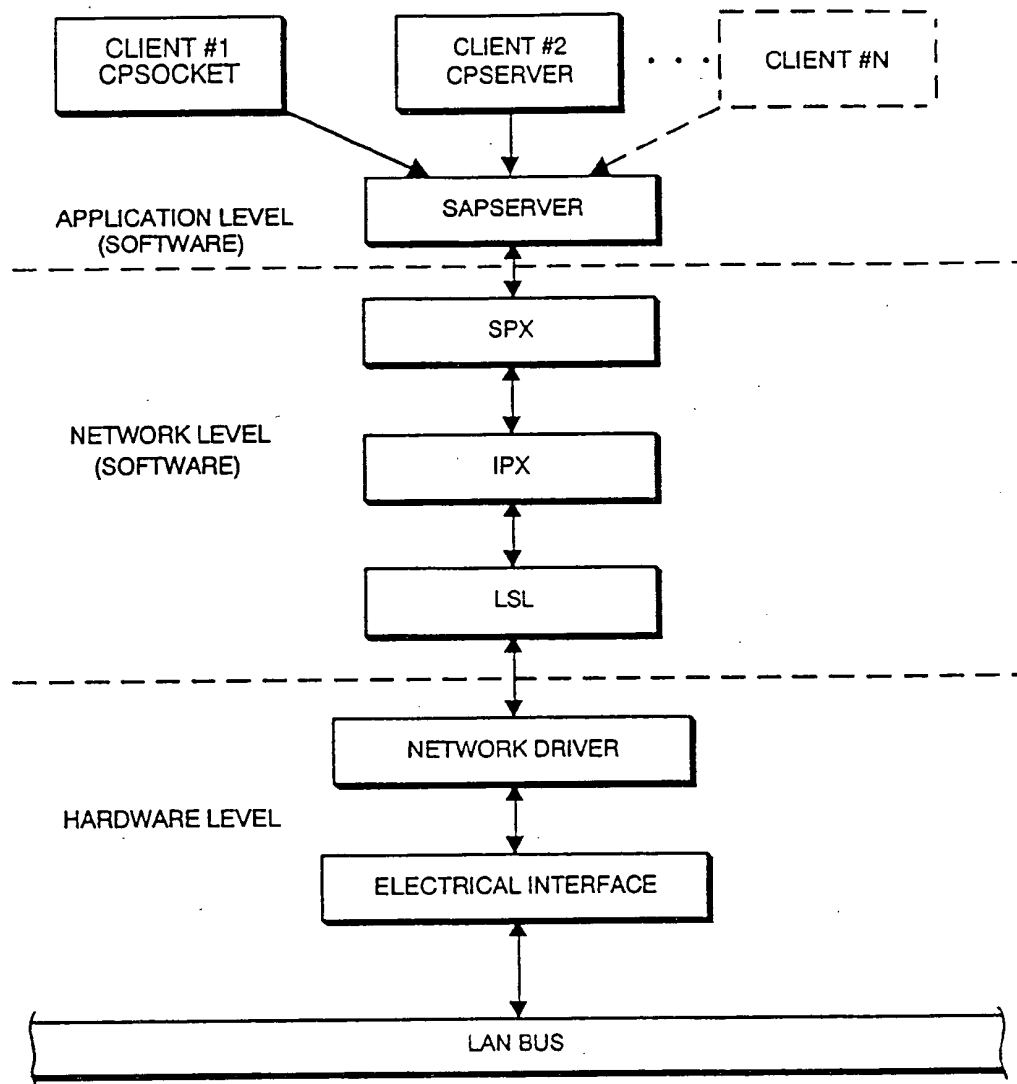 CLIENT #1
CPSOCKET
CLIENT #2
CPSERVER
CLIENT #N
SAPSERVER
APPLICATION LEVEL
(SOFTWARE)
SPX
NETWORK LEVEL
(SOFTWARE)
IPX
LSL
NETWORK DRIVER
HARDWARE LEVEL
ELECTRICAL INTERFACE
LAN BUS